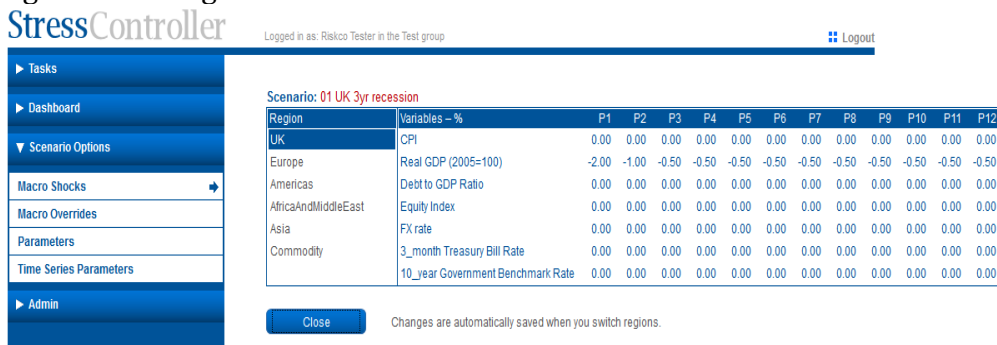 StressController
Logged in as: Riskco Tester in the Test group
Logout
Tasks
Dashboard
Scenario Options
Macro Shocks
Macro Overrides
Parameters
Time Series Parameters
Admin
Scenario: 01 UK 3yr recession
Region Variables – % P1 P2 P3 P4 P5 P6 P7 P8 P9 P10 P11 P12
UK CPI 0.00 0.00 0.00 0.00 0.00 0.00 0.00 0.00 0.00 0.00 0.00 0.00
Europe Real GDP (2005=100) -2.00 -1.00 -0.50 -0.50 -0.50 -0.50 -0.50 -0.50 -0.50 -0.50 -0.50 -0.50
Americas Debt to GDP Ratio 0.00 0.00 0.00 0.00 0.00 0.00 0.00 0.00 0.00 0.00 0.00 0.00
AfricaAndMiddleEast Equity Index 0.00 0.00 0.00 0.00 0.00 0.00 0.00 0.00 0.00 0.00 0.00 0.00
Asia FX rate 0.00 0.00 0.00 0.00 0.00 0.00 0.00 0.00 0.00 0.00 0.00 0.00
Commodity 3_month Treasury Bill Rate 0.00 0.00 0.00 0.00 0.00 0.00 0.00 0.00 0.00 0.00 0.00 0.00
10_year Government Benchmark Rate 0.00 0.00 0.00 0.00 0.00 0.00 0.00 0.00 0.00 0.00 0.00 0.00
Close Changes are automatically saved when you switch regions.